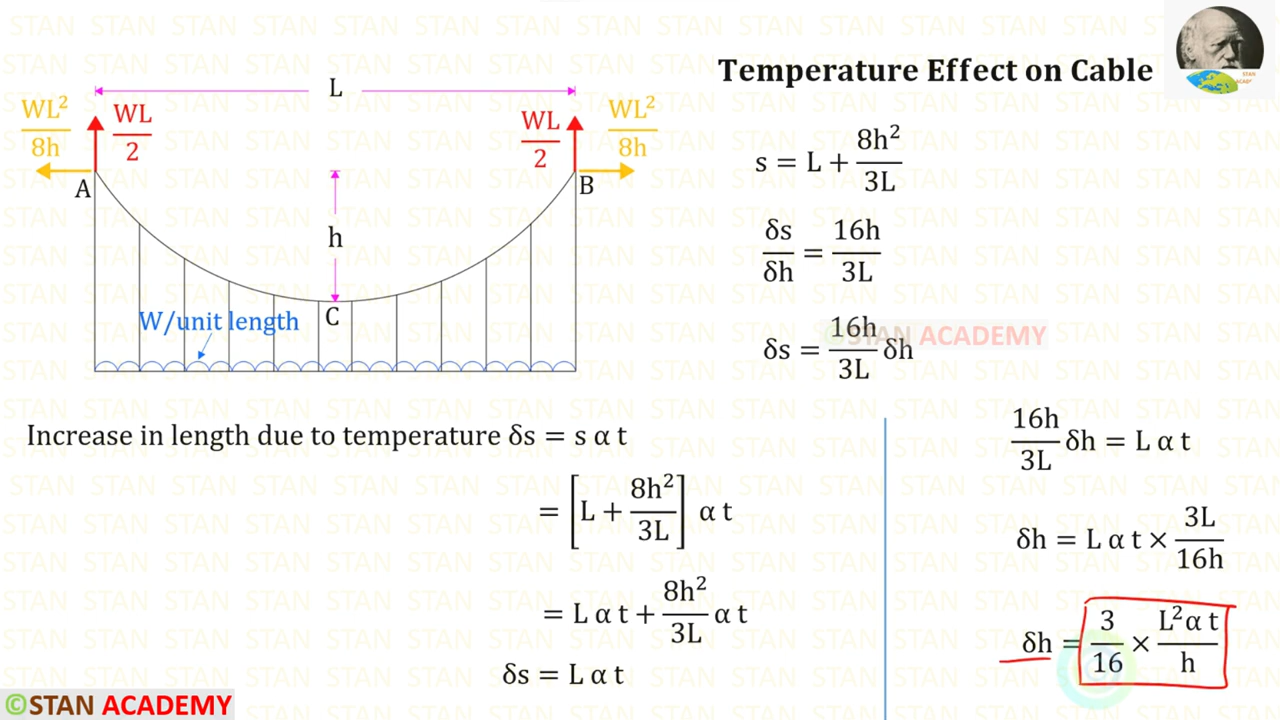 Temperature Effect on Cable
L
WL²/8h
WL/2
WL/2
WL²/8h
A
B
h
C
W/unit length
s = L + 8h²/3L
δs/δh = 16h/3L
δs = 16h/3L δh
©STAN ACADEMY
Increase in length due to temperature δs = s α t
= [L + 8h²/3L] α t
= L α t + 8h²/3L α t
δs = L α t
16h/3L δh = L α t
δh = L α t × 3L/16h
δh = 3/16 × L²α t/h
©STAN ACADEMY